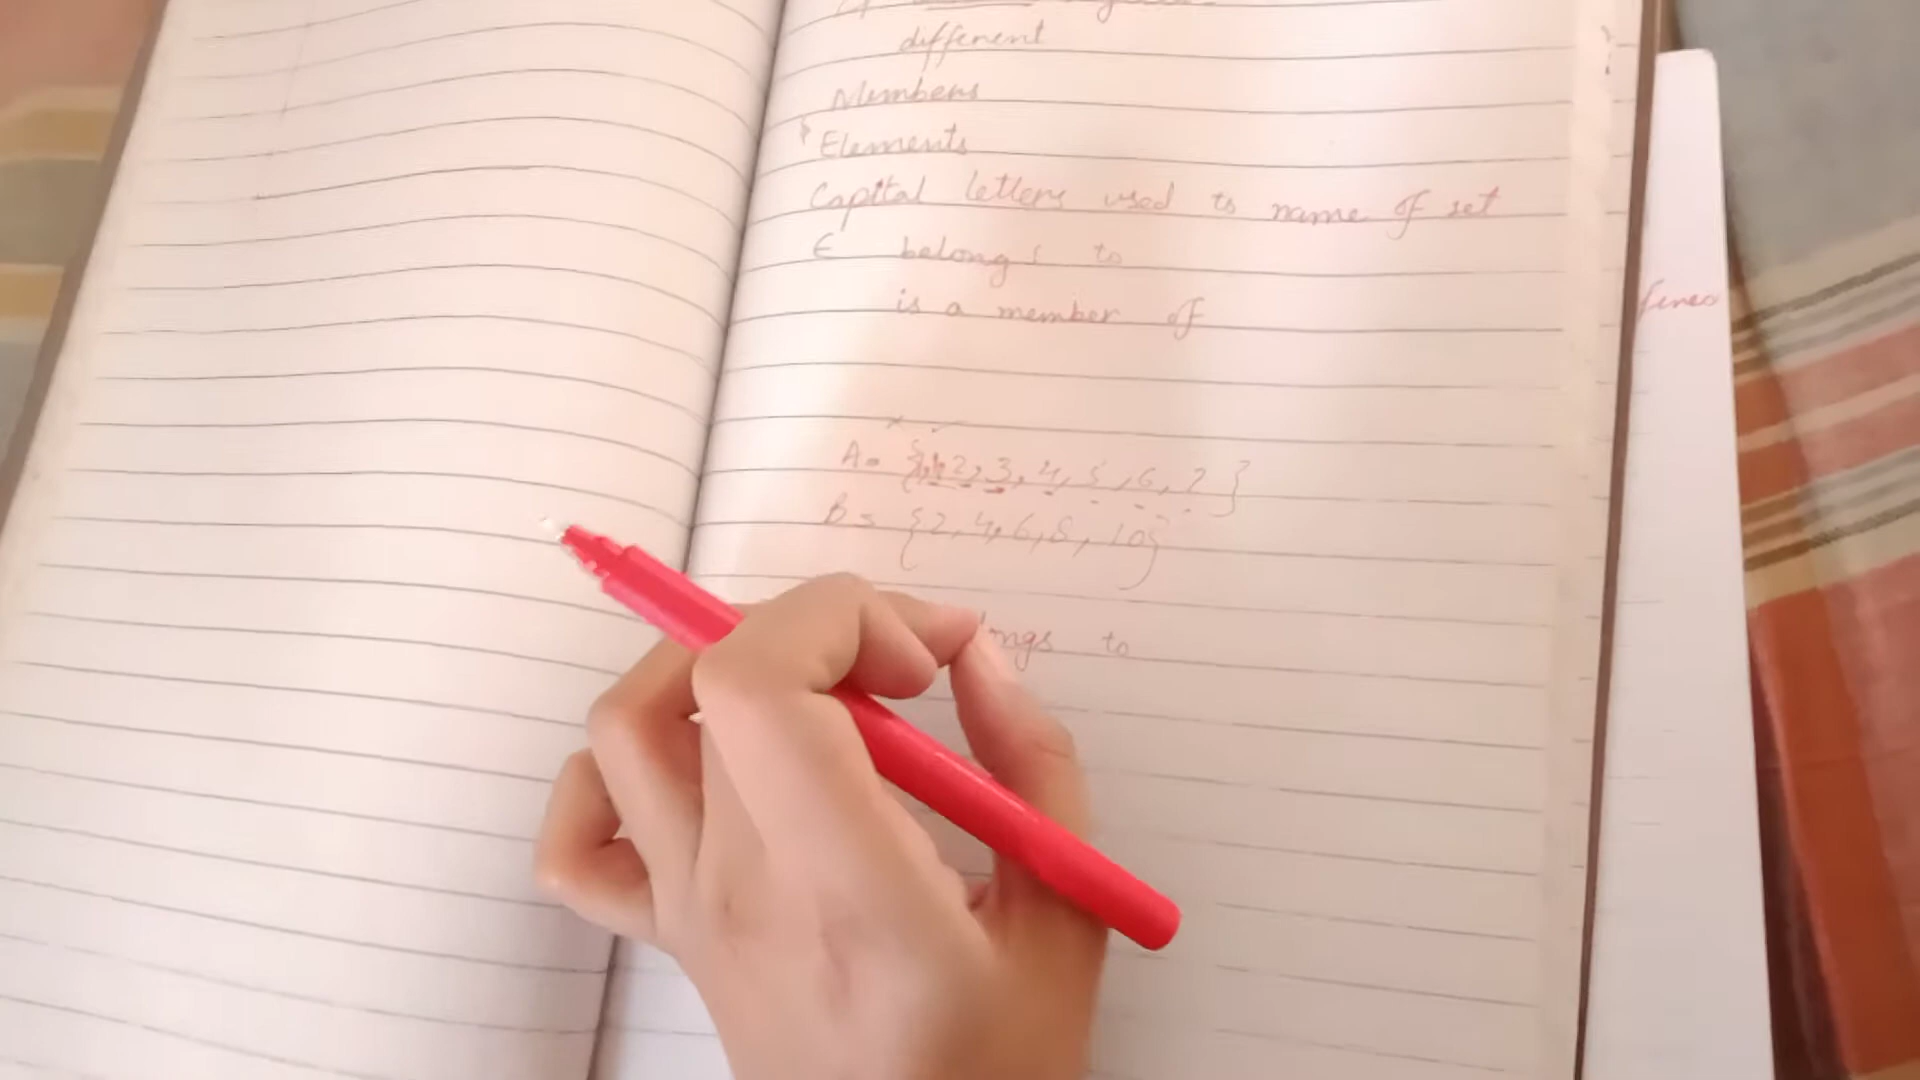 different
Members
Elements
Capital letters used to name of set
∈ belongs to
is a member of
A = {1, 2, 3, 4, 5, 6, 7}
B = {2, 4, 6, 8, 10}
to